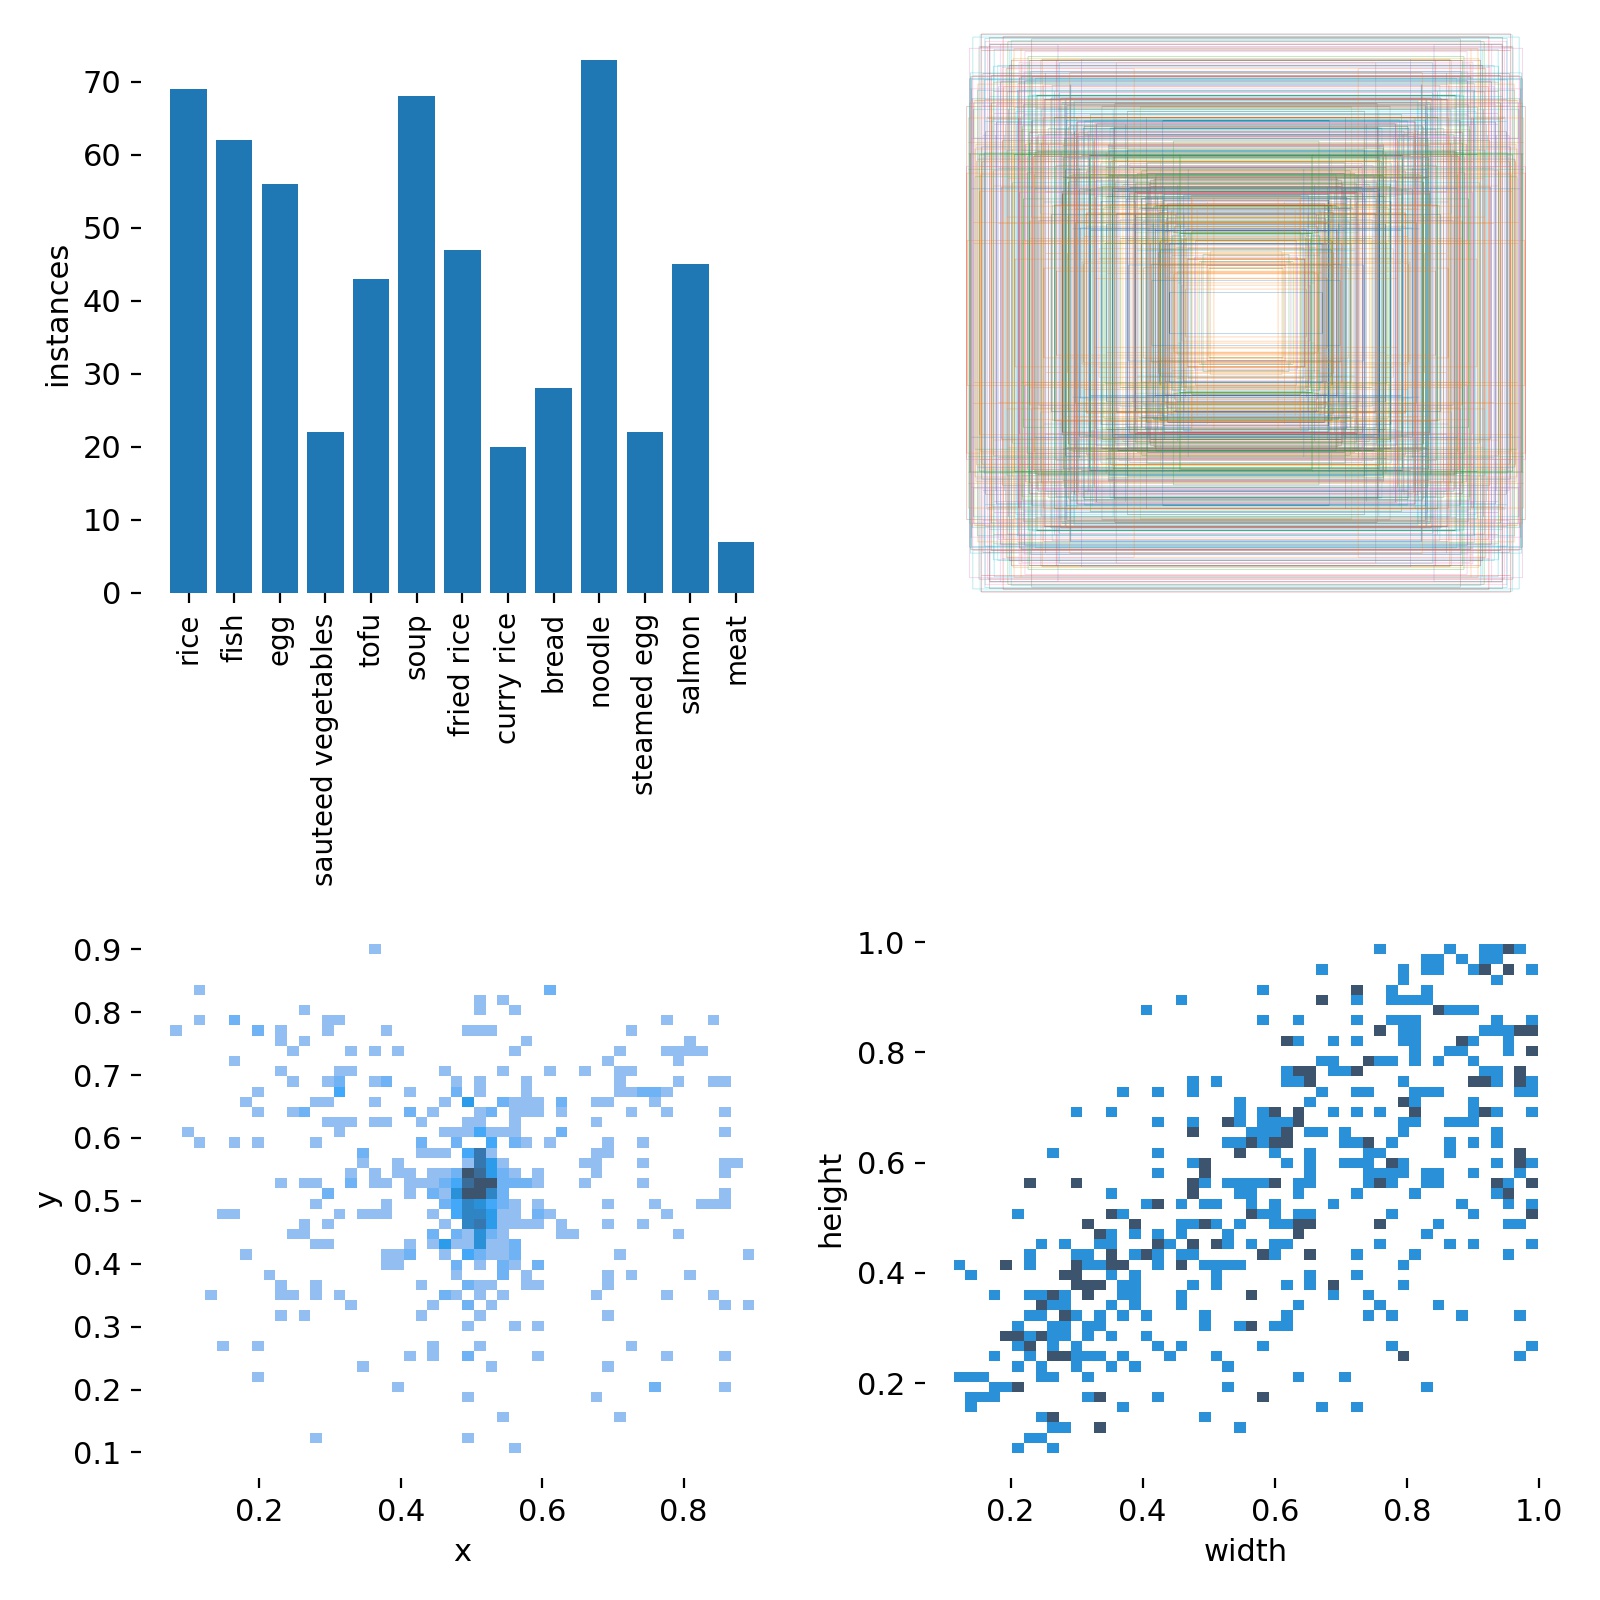 70
60
50
40
30
20
10
0
instances
rice
fish
egg
sauteed vegetables
tofu
soup
fried rice
curry rice
bread
noodle
steamed egg
salmon
meat
0.9
0.8
0.7
0.6
0.5
0.4
0.3
0.2
0.1
y
0.2 0.4 0.6 0.8
x
1.0
0.8
0.6
0.4
0.2
height
0.2 0.4 0.6 0.8 1.0
width